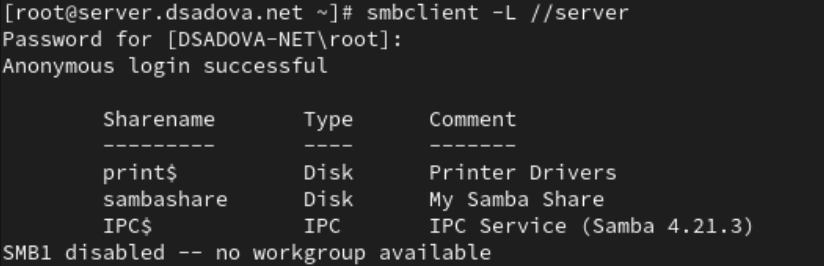 [root@server.dsadova.net ~]# smbclient -L //server
Password for [DSADOVA-NET\root]:
Anonymous login successful
Sharename Type Comment
--------- ---- -------
print$ Disk Printer Drivers
sambashare Disk My Samba Share
IPC$ IPC IPC Service (Samba 4.21.3)
SMB1 disabled -- no workgroup available